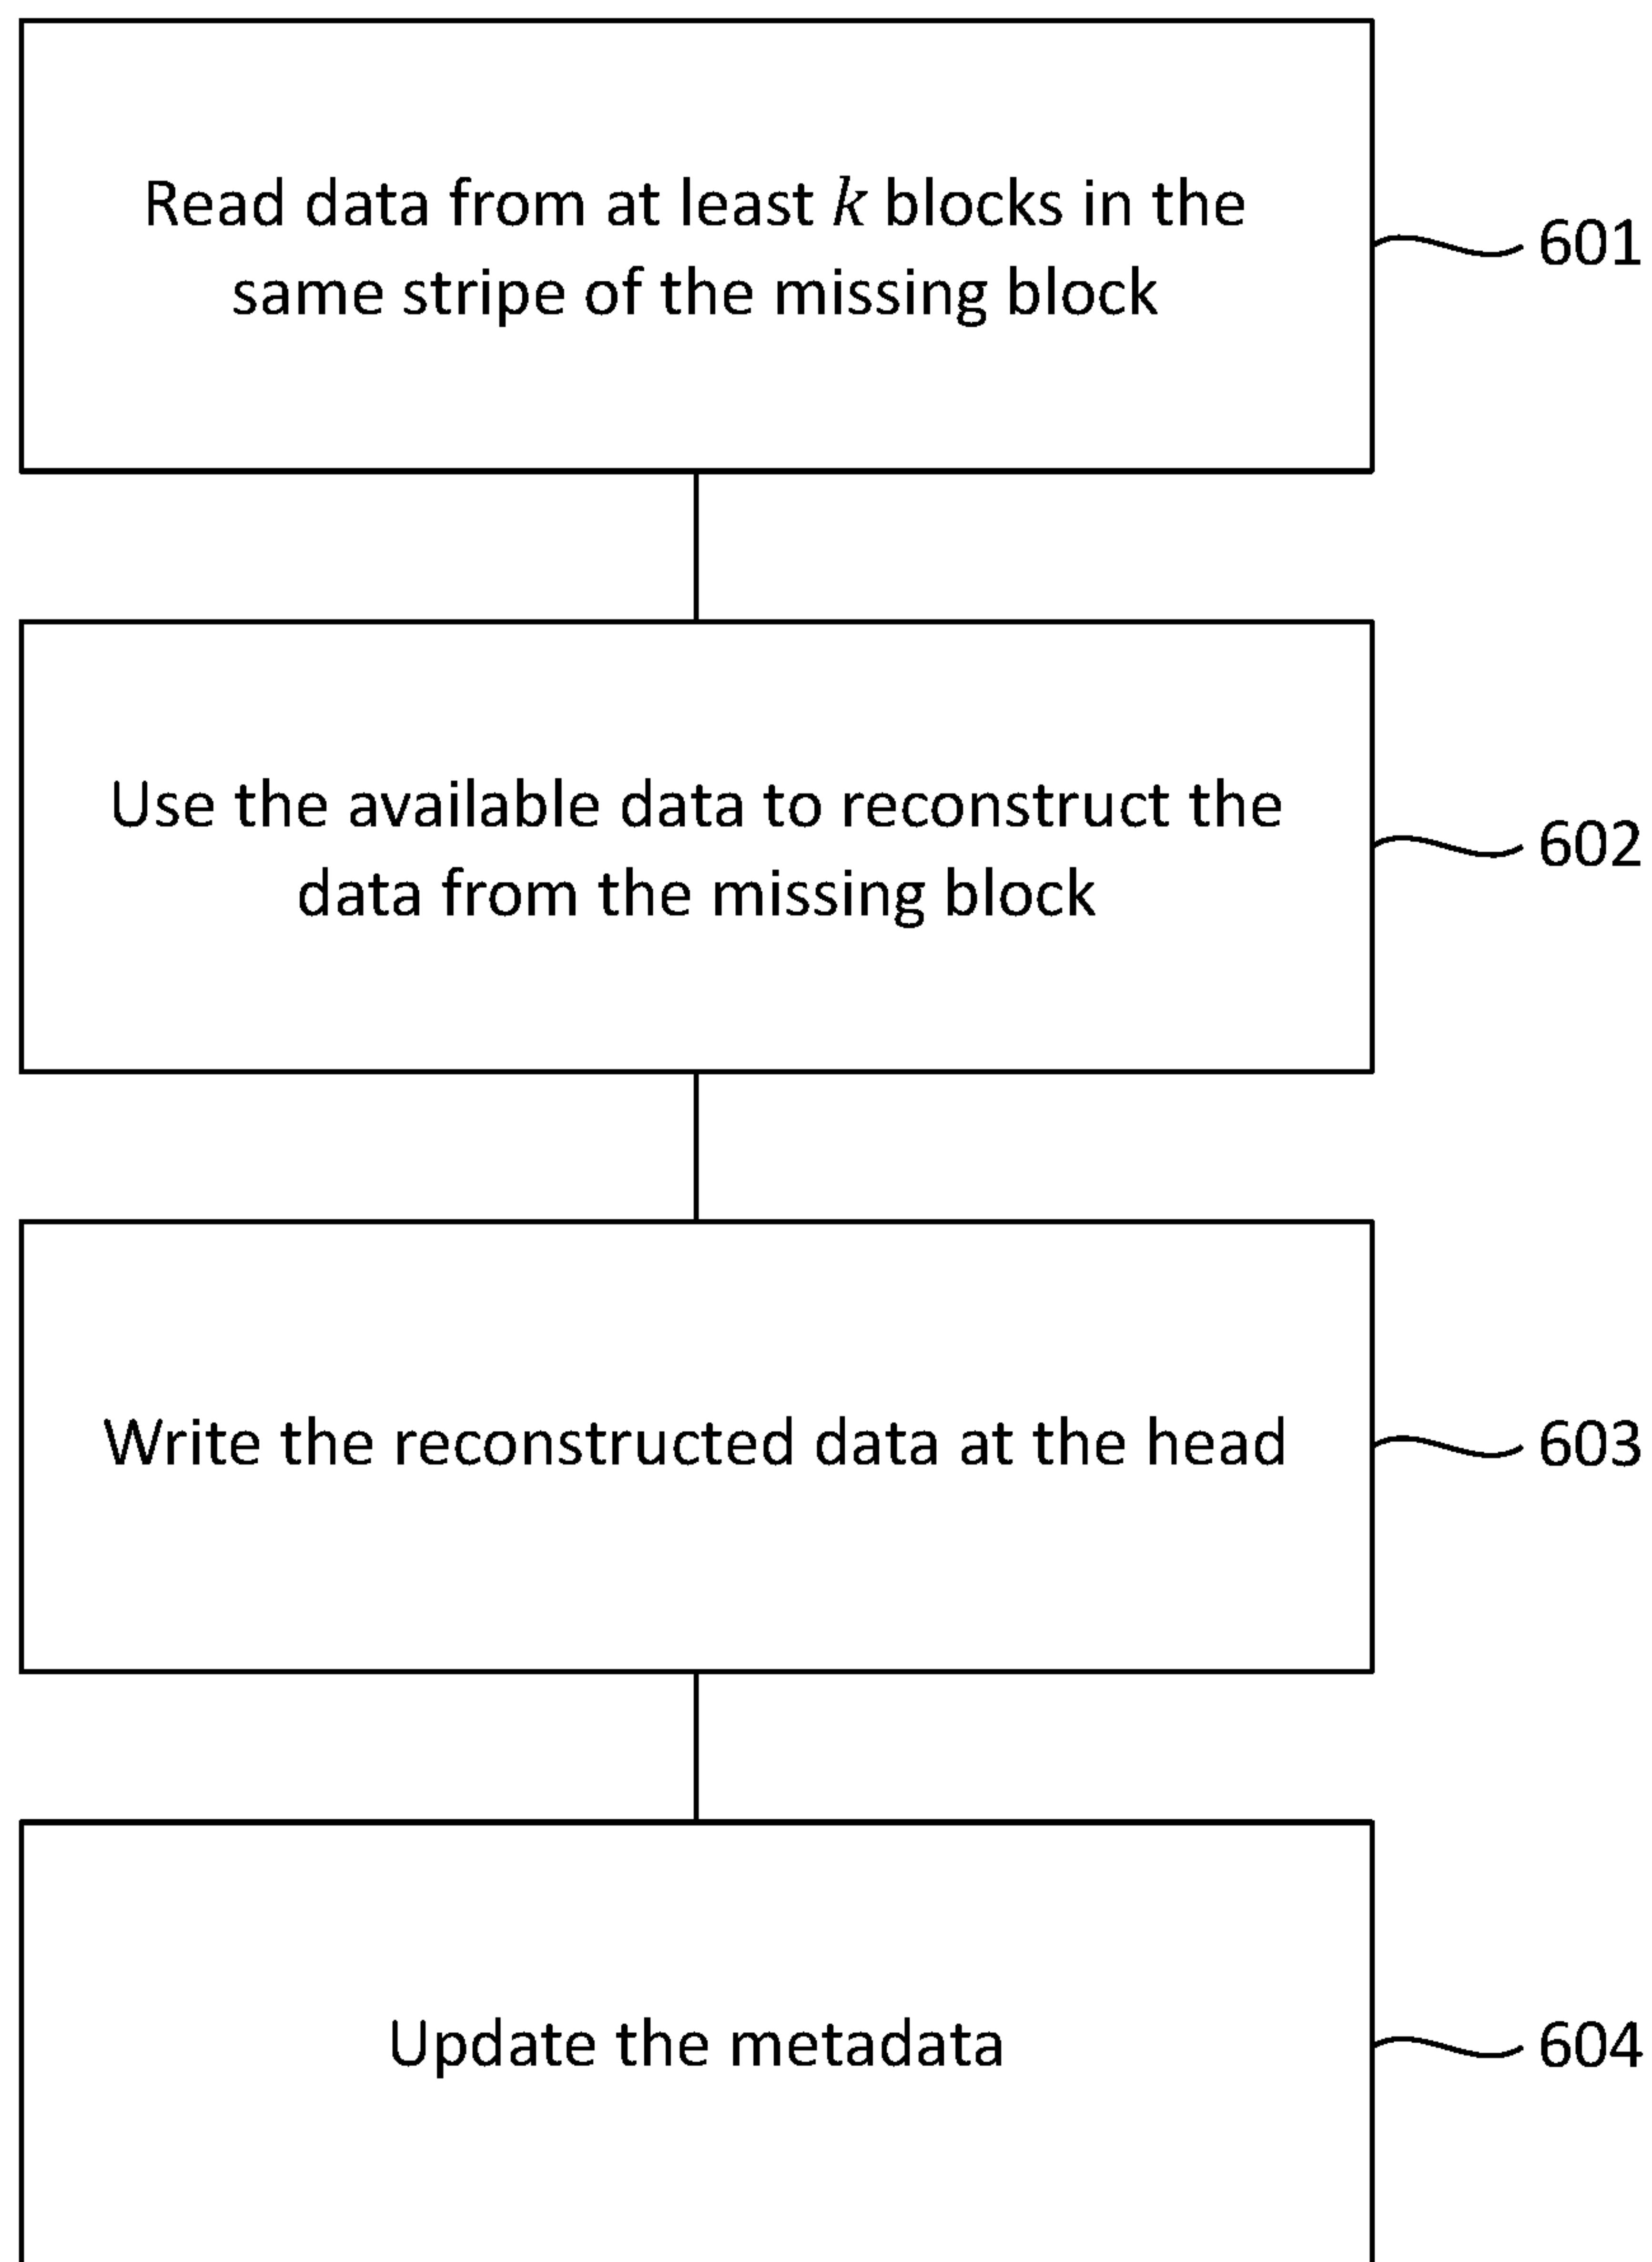 Read data from at least k blocks in the
same stripe of the missing block
601
Use the available data to reconstruct the
data from the missing block
602
Write the reconstructed data at the head
603
Update the metadata
604